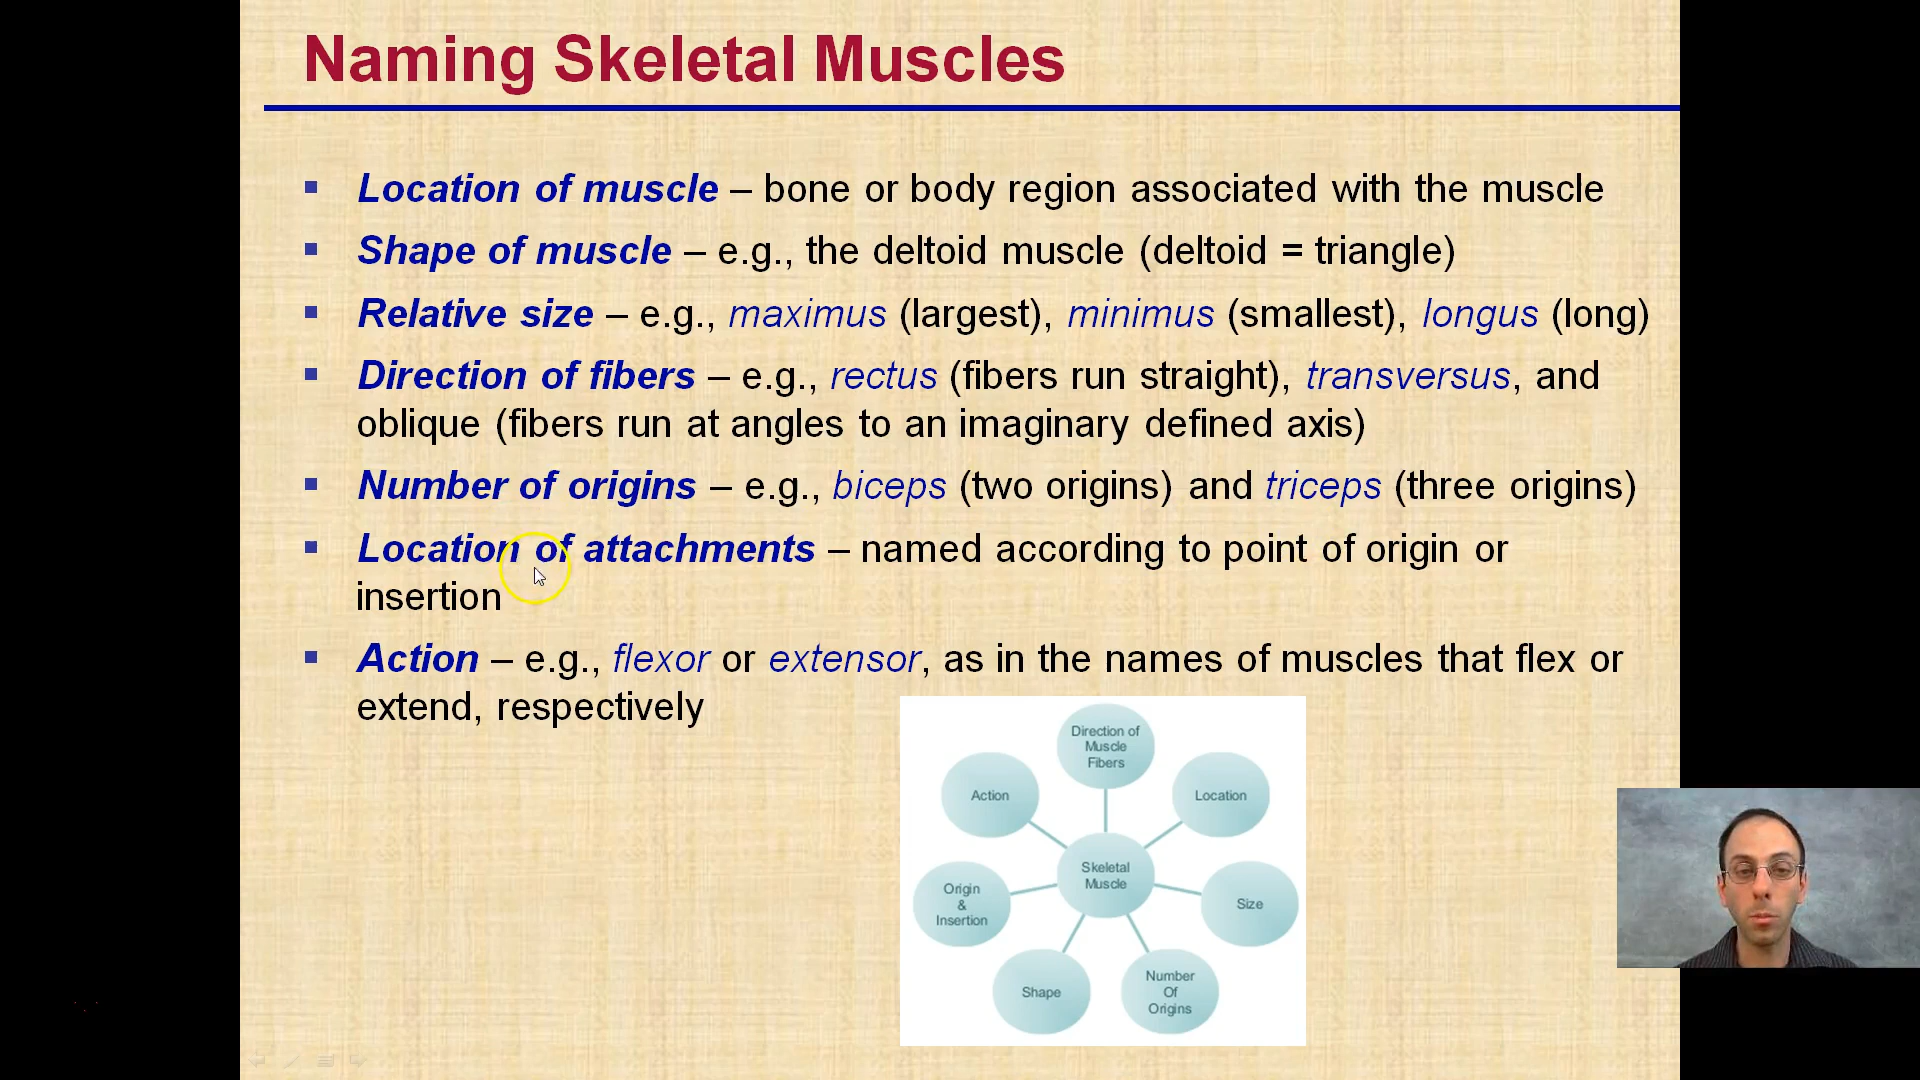 Naming Skeletal Muscles
Location of muscle – bone or body region associated with the muscle
Shape of muscle – e.g., the deltoid muscle (deltoid = triangle)
Relative size – e.g., maximus (largest), minimus (smallest), longus (long)
Direction of fibers – e.g., rectus (fibers run straight), transversus, and
oblique (fibers run at angles to an imaginary defined axis)
Number of origins – e.g., biceps (two origins) and triceps (three origins)
Location of attachments – named according to point of origin or
insertion
Action – e.g., flexor or extensor, as in the names of muscles that flex or
extend, respectively
Direction of
Muscle
Fibers
Action
Location
Skeletal
Muscle
Origin
&
Insertion
Size
Shape
Number
Of
Origins